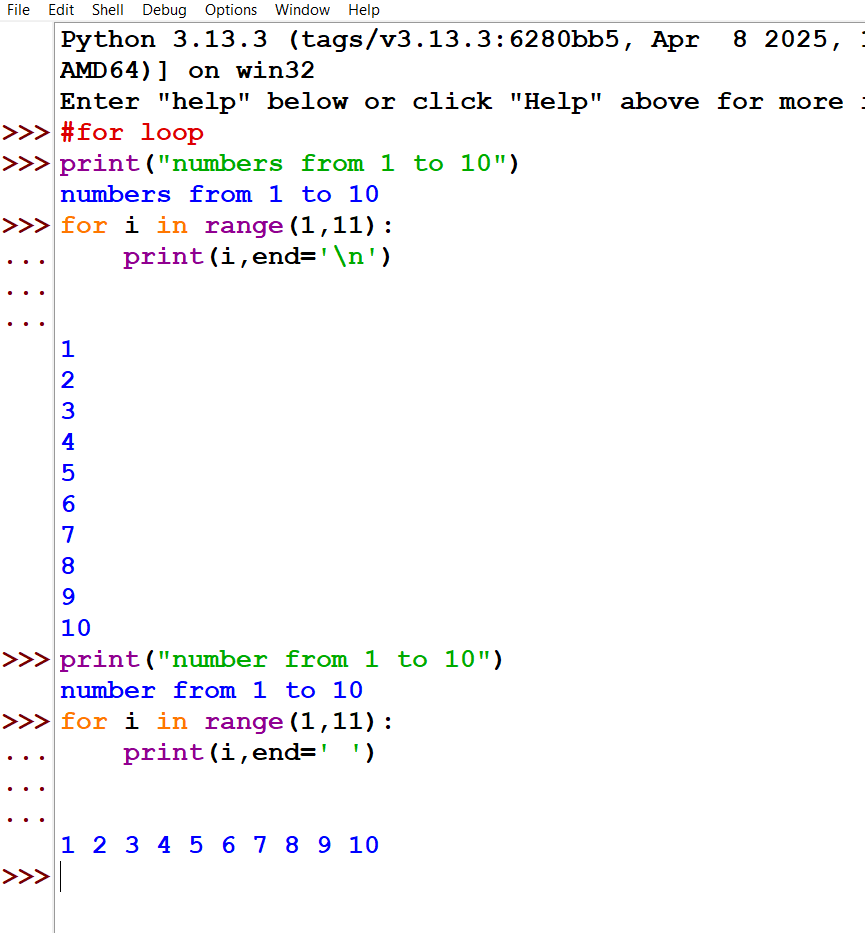 File Edit Shell Debug Options Window Help
Python 3.13.3 (tags/v3.13.3:6280bb5, Apr  8 2025,
AMD64)] on win32
Enter "help" below or click "Help" above for more
>>> #for loop
>>> print("numbers from 1 to 10")
numbers from 1 to 10
>>> for i in range(1,11):
...     print(i,end='\n')
...
...
1
2
3
4
5
6
7
8
9
10
>>> print("number from 1 to 10")
number from 1 to 10
>>> for i in range(1,11):
...     print(i,end=' ')
...
...
1 2 3 4 5 6 7 8 9 10
>>>